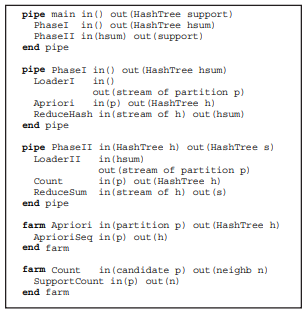 pipe main in() out(HashTree support)
PhaseI in() out(HashTree hsum)
PhaseII in(hsum) out(support)
end pipe
pipe PhaseI in() out(HashTree hsum)
LoaderI in()
out(stream of partition p)
Apriori in(p) out(HashTree h)
ReduceHash in(stream of h) out(hsum)
end pipe
pipe PhaseII in(HashTree h) out(HashTree s)
LoaderII in(hsum)
out(stream of partition p)
Count in(p) out(HashTree h)
ReduceSum in(stream of h) out(s)
end pipe
farm Apriori in(partition p) out(HashTree h)
AprioriSeq in(p) out(h)
end farm
farm Count in(candidate p) out(neighb n)
SupportCount in(p) out(n)
end farm